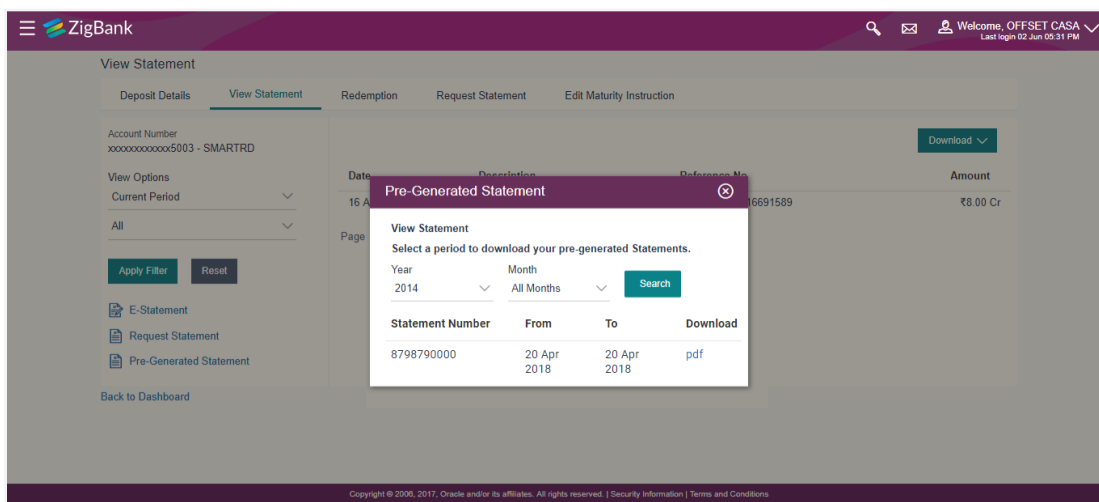 ZigBank
Welcome, OFFSET CASA
Last login 02 Jun 05:31 PM
View Statement
Deposit Details View Statement Redemption Request Statement Edit Maturity Instruction
Account Number
xxxxxxxxxxxx5003 - SMARTRD
Download
View Options
Current Period
All
Apply Filter Reset
E-Statement
Request Statement
Pre-Generated Statement
Back to Dashboard
Date Description Reference No Amount
16 A 16691589 ₹8.00 Cr
Page
Pre-Generated Statement
View Statement
Select a period to download your pre-generated Statements.
Year Month
2014 All Months Search
Statement Number From To Download
8798790000 20 Apr 2018 20 Apr 2018 pdf
Copyright © 2006, 2017, Oracle and/or its affiliates. All rights reserved. | Security Information | Terms and Conditions